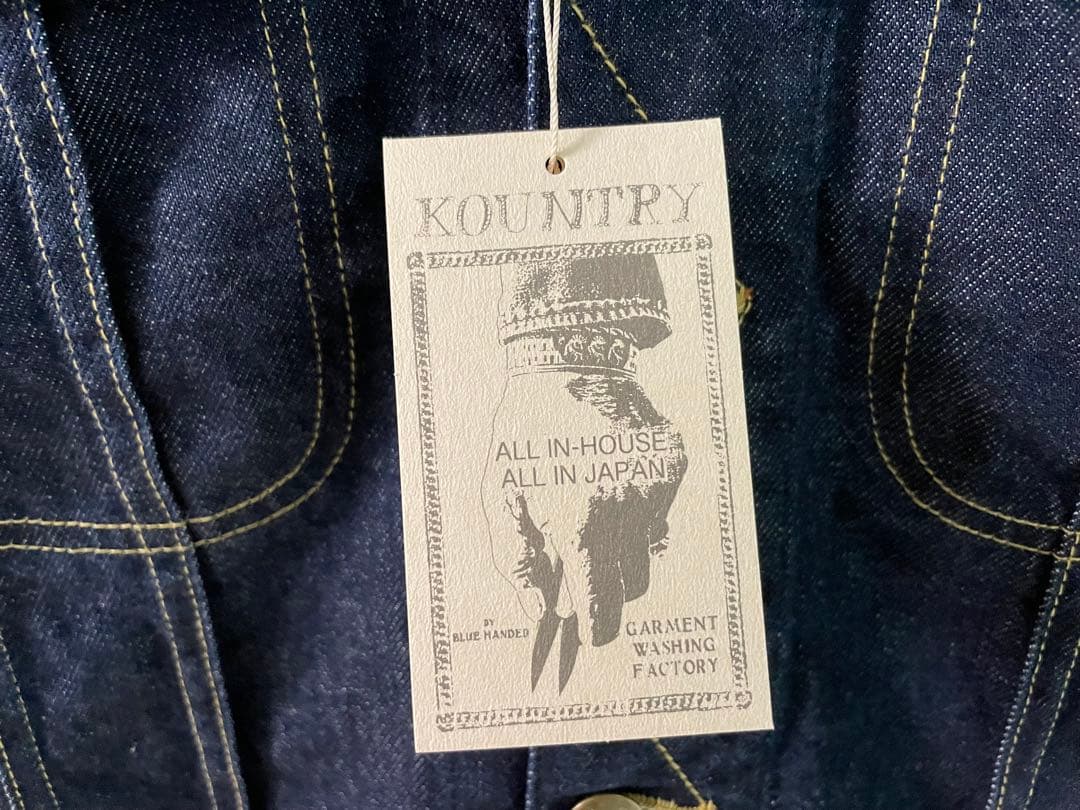 KOUNTRY
ALL IN-HOUSE,
ALL IN JAPAN
BY
BLUE HANDED
GARMENT
WASHING
FACTORY